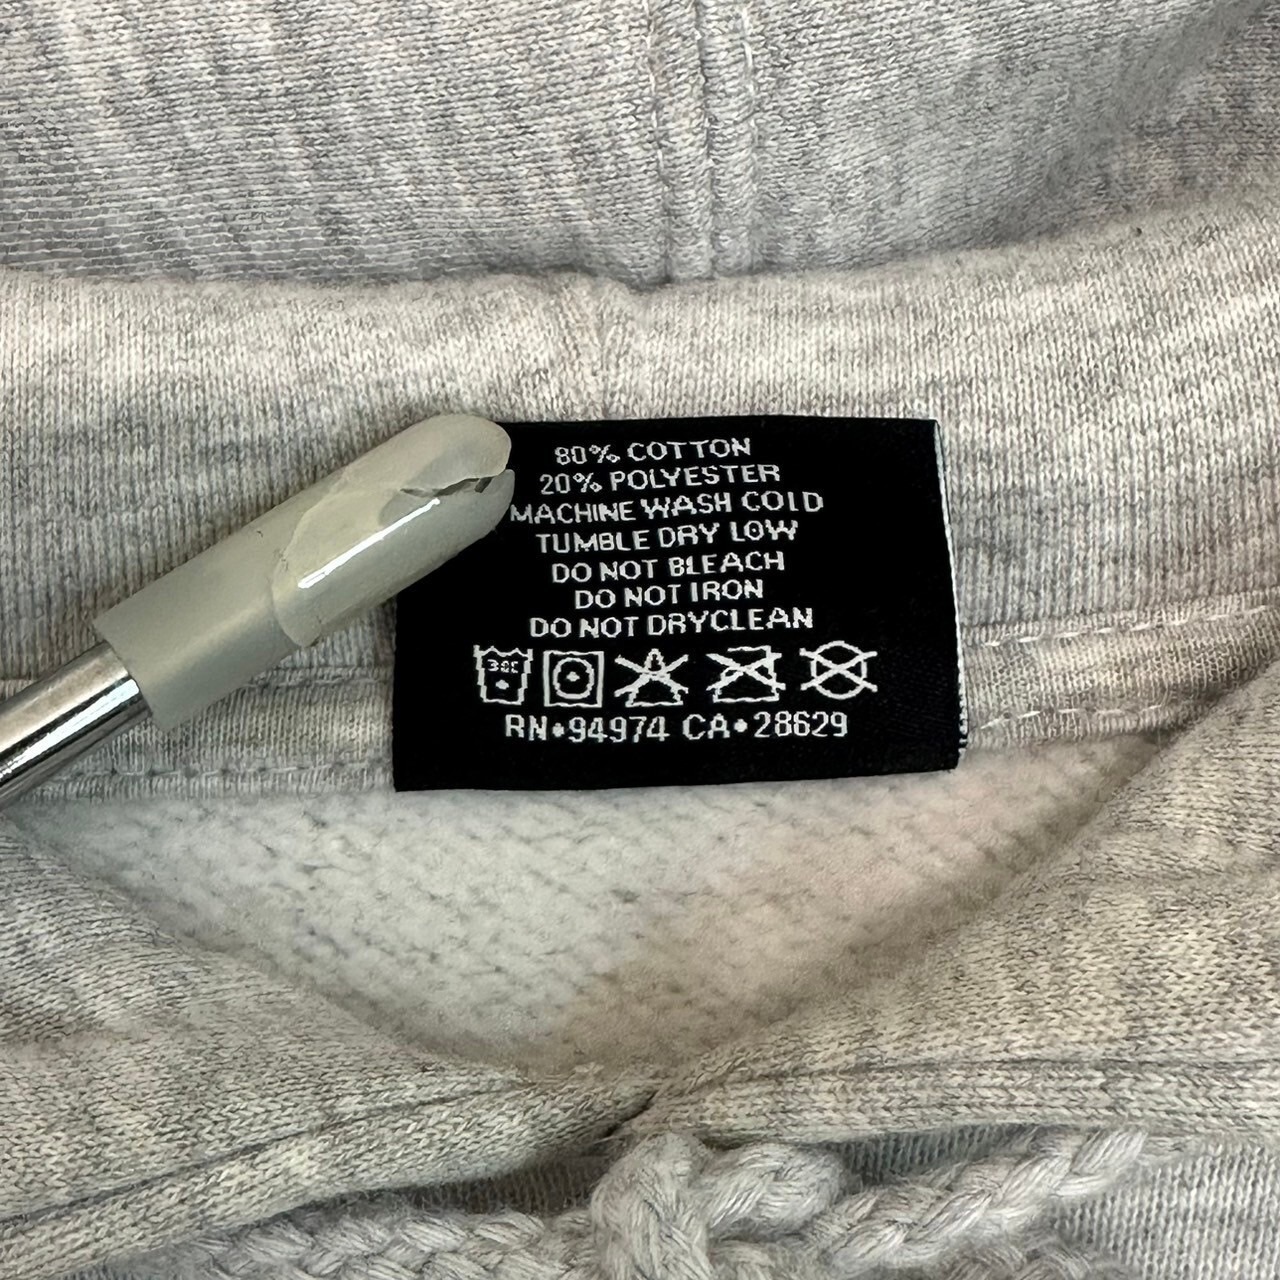 80% COTTON
20% POLYESTER
MACHINE WASH COLD
TUMBLE DRY LOW
DO NOT BLEACH
DO NOT IRON
DO NOT DRYCLEAN
30C
RN•94974 CA•28629